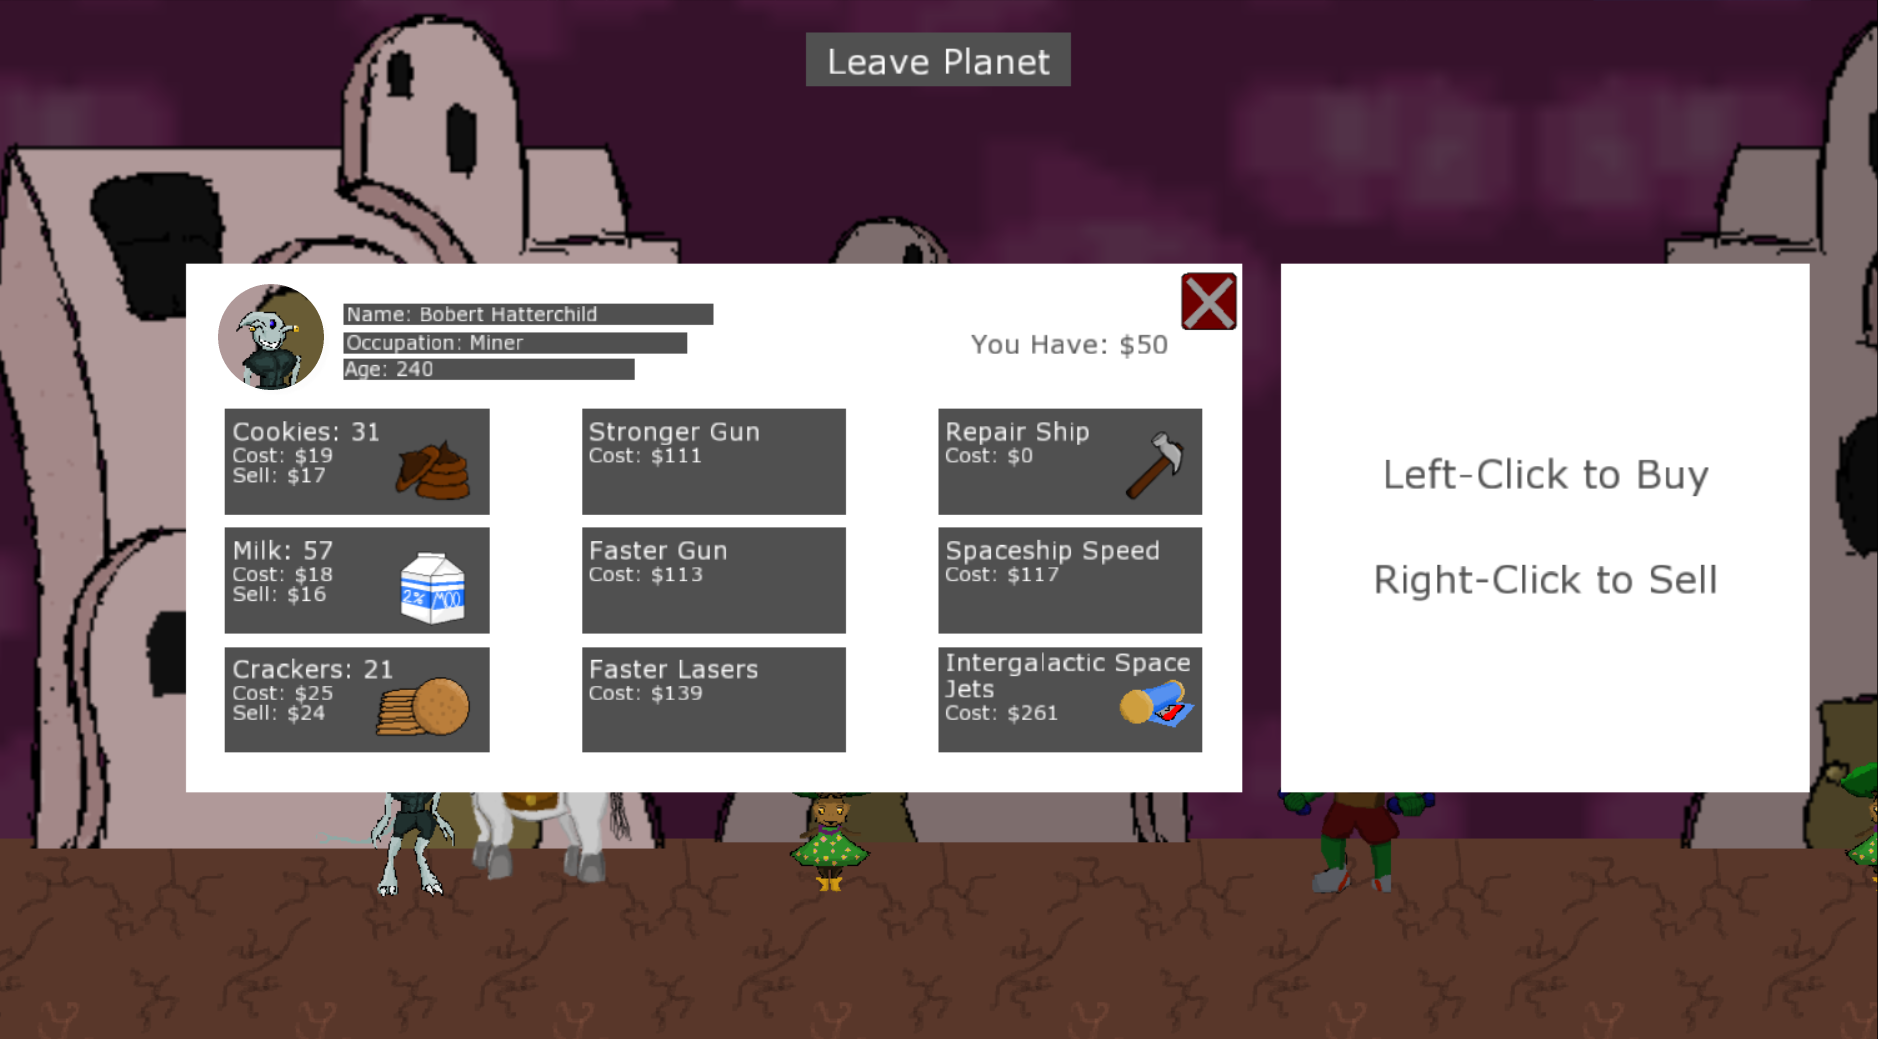 Leave Planet
Name: Bobert Hatterchild
Occupation: Miner
Age: 240
You Have: $50
Cookies: 31
Cost: $19
Sell: $17
Stronger Gun
Cost: $111
Repair Ship
Cost: $0
Milk: 57
Cost: $18
Sell: $16
2% MOO
Faster Gun
Cost: $113
Spaceship Speed
Cost: $117
Crackers: 21
Cost: $25
Sell: $24
Faster Lasers
Cost: $139
Intergalactic Space
Jets
Cost: $261
Left-Click to Buy
Right-Click to Sell